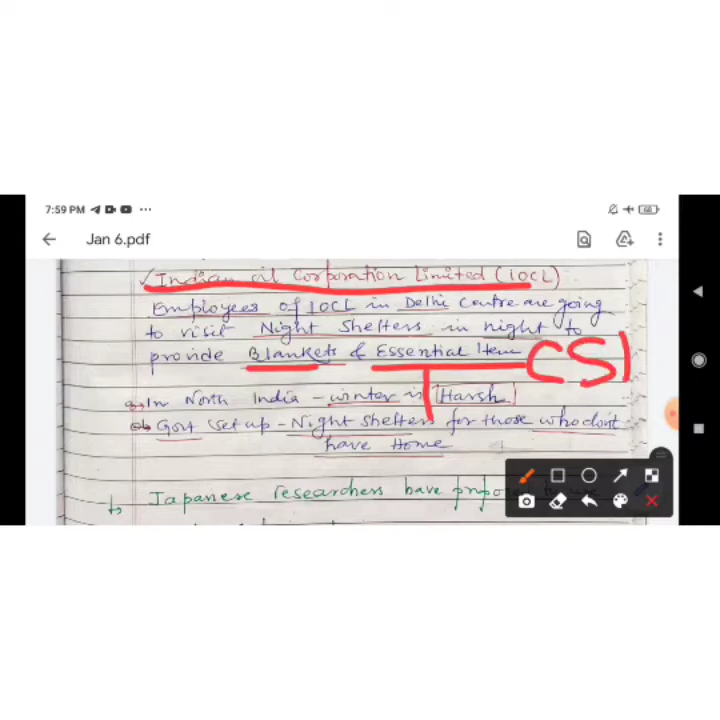 7:59 PM
Jan 6.pdf
Indian oil Corporation Limited (IOCL)
Employees of IOCL in Delhi Centre are going
to visit Night Shelters in night to
provide Blankets & Essential Item
CSI
In North India - winter is Harsh
Govt set up - Night Shelters for those who don't
have Home
Japanese researchers have